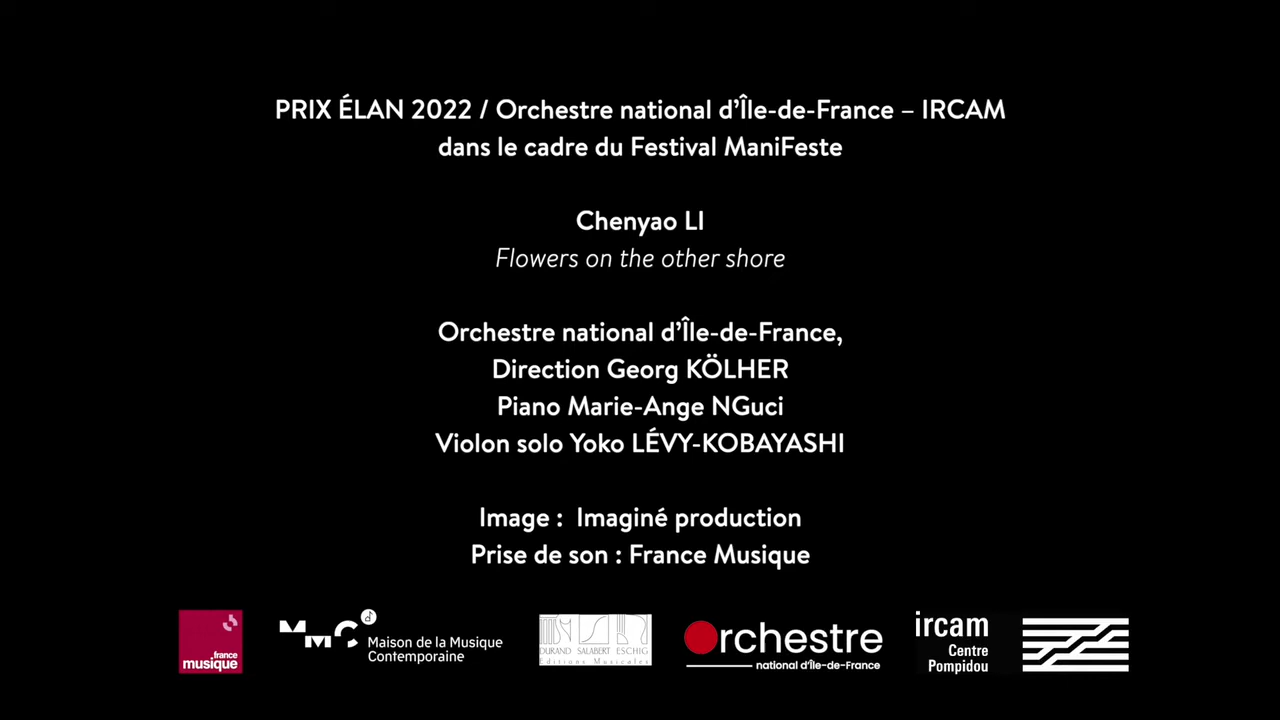 PRIX ÉLAN 2022 / Orchestre national d’Île-de-France – IRCAM
dans le cadre du Festival ManiFeste
Chenyao LI
Flowers on the other shore
Orchestre national d’Île-de-France,
Direction Georg KÖLHER
Piano Marie-Ange NGuci
Violon solo Yoko LÉVY-KOBAYASHI
Image : Imaginé production
Prise de son : France Musique
france
musique
MMC
Maison de la Musique
Contemporaine
DURAND SALABERT ESCHIG
Editions Musicales
Orchestre
national d’Île-de-France
ircam
Centre
Pompidou